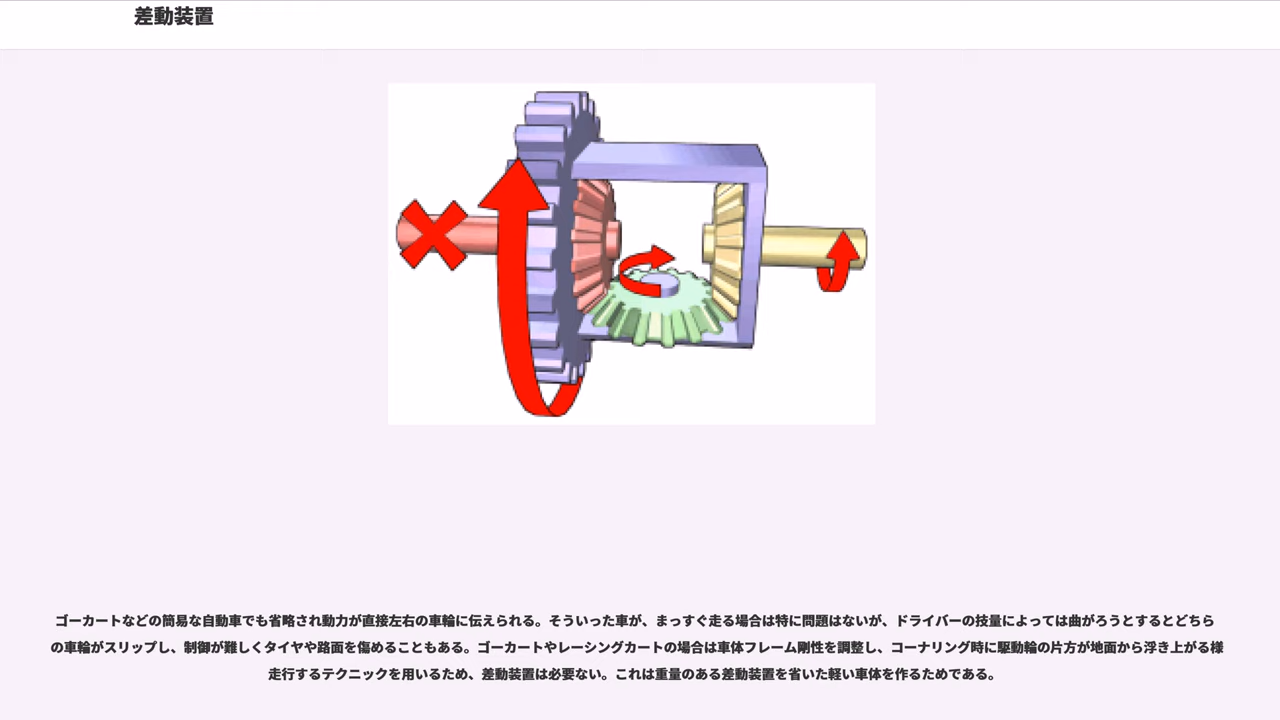 差動装置
ゴーカートなどの簡易な自動車でも省略され動力が直接左右の車輪に伝えられる。そういった車が、まっすぐ走る場合は特に問題はないが、ドライバーの技量によっては曲がろうとするとどちら
の車輪がスリップし、制御が難しくタイヤや路面を傷めることもある。ゴーカートやレーシングカートの場合は車体フレーム剛性を調整し、コーナリング時に駆動輪の片方が地面から浮き上がる様
走行するテクニックを用いるため、差動装置は必要ない。これは重量のある差動装置を省いた軽い車体を作るためである。